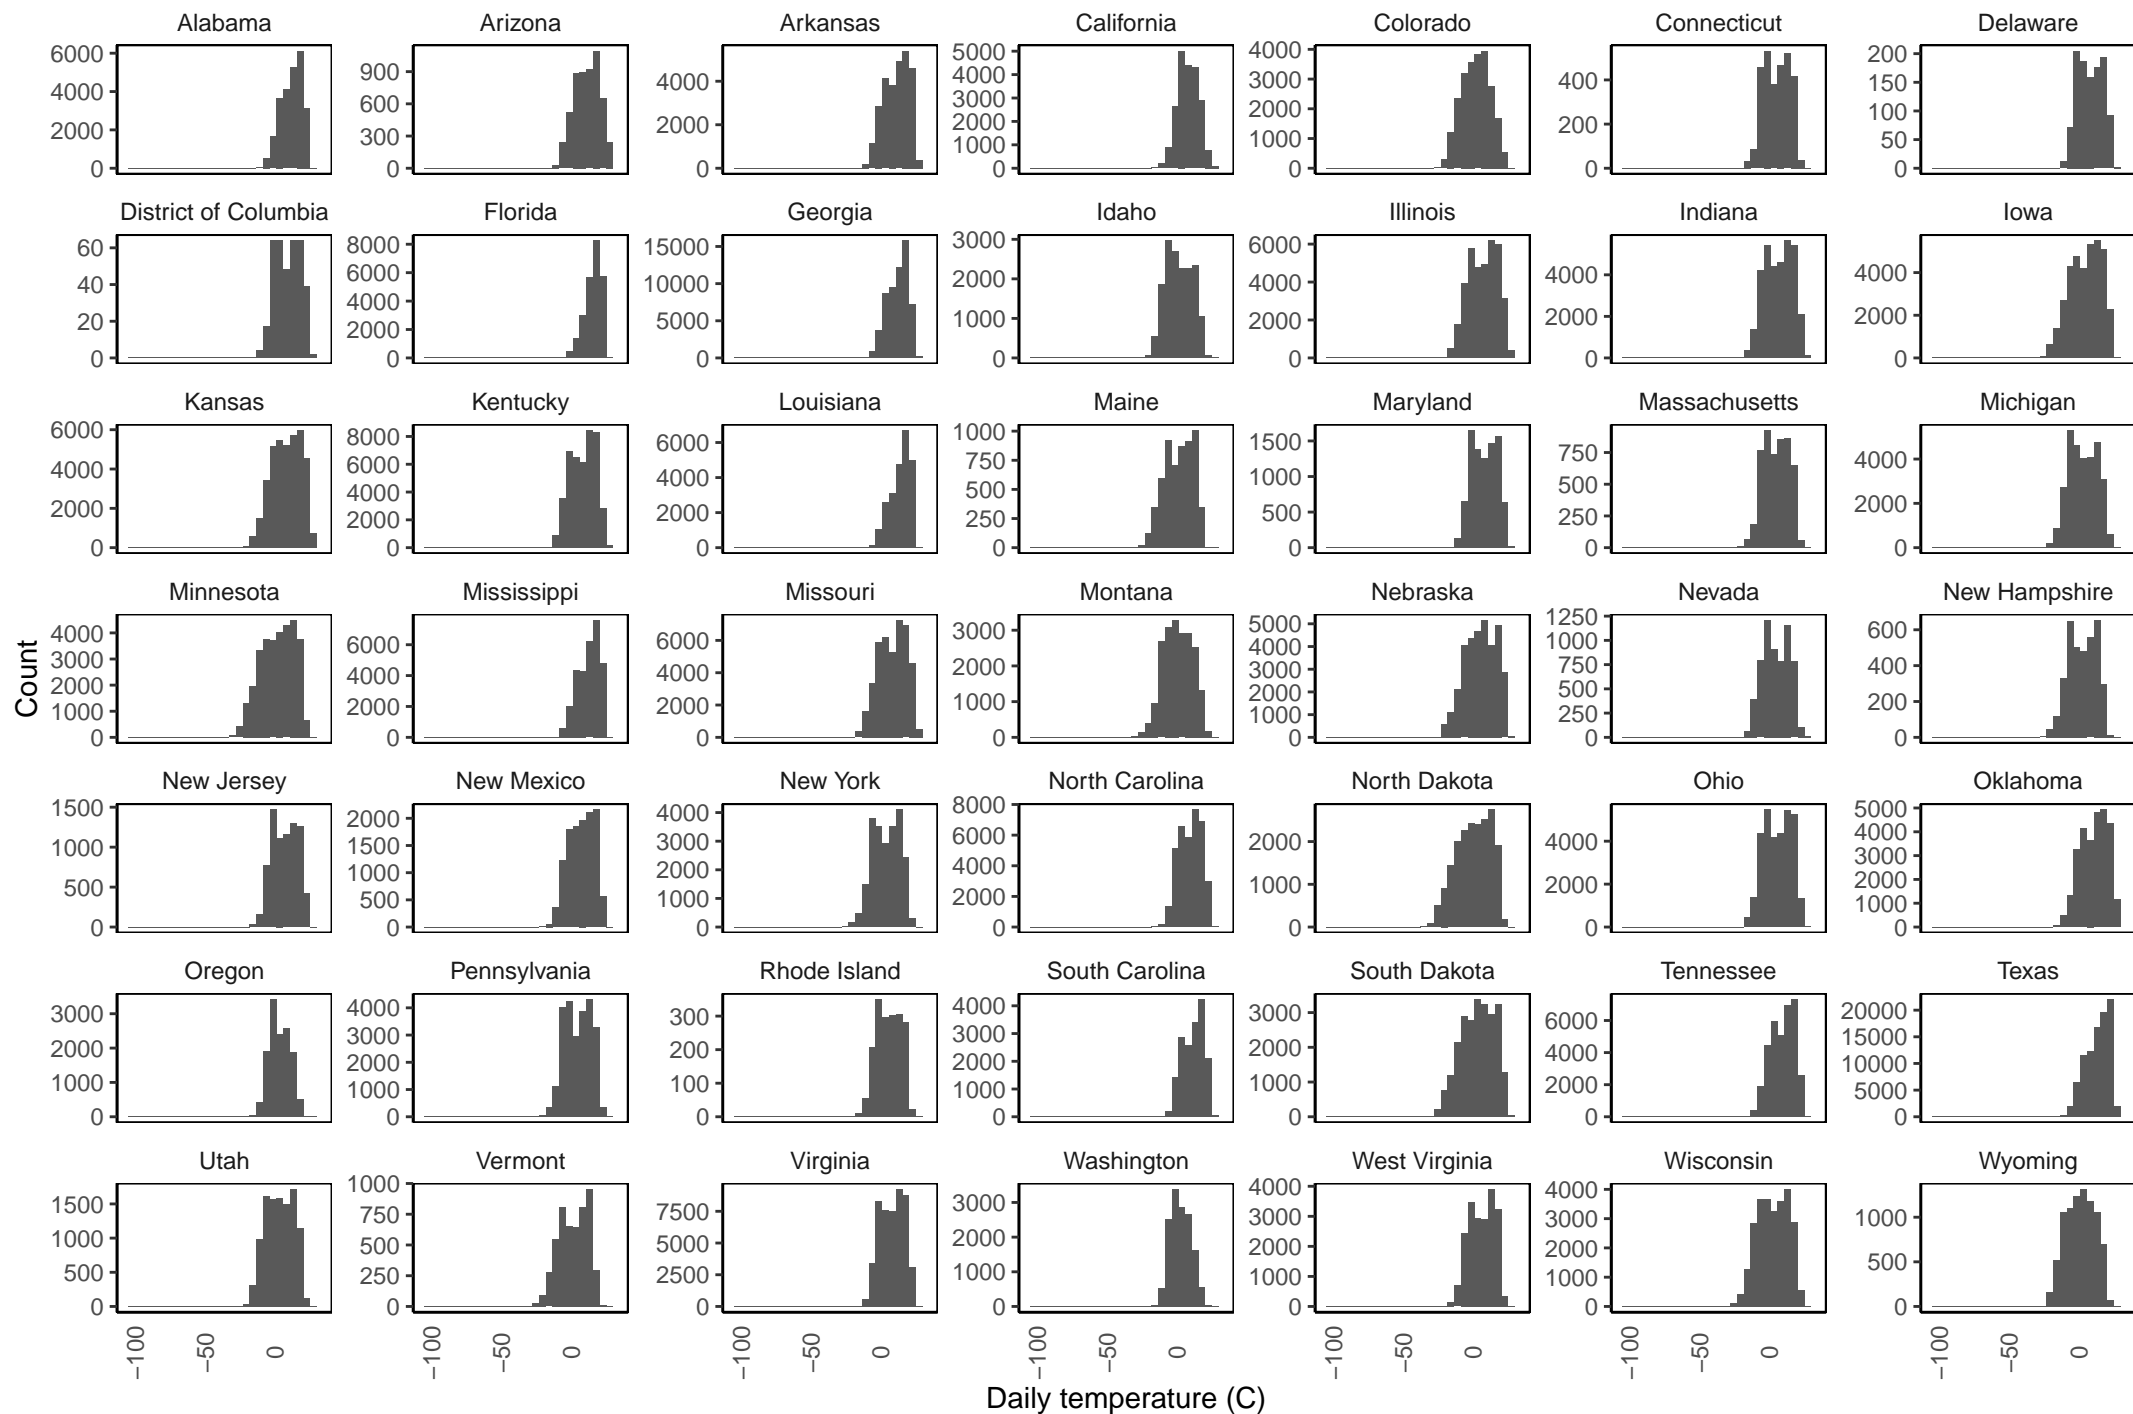 Alabama Arizona Arkansas California Colorado Connecticut Delaware
6000 4000 2000 0
900 600 300 0
4000 2000 0
5000 4000 3000 2000 1000 0
4000 3000 2000 1000 0
400 200 0
200 150 100 50 0
District of Columbia Florida Georgia Idaho Illinois Indiana Iowa
60 40 20 0
8000 6000 4000 2000 0
15000 10000 5000 0
3000 2000 1000 0
6000 4000 2000 0
4000 2000 0
4000 2000 0
Kansas Kentucky Louisiana Maine Maryland Massachusetts Michigan
6000 4000 2000 0
8000 6000 4000 2000 0
6000 4000 2000 0
1000 750 500 250 0
1500 1000 500 0
750 500 250 0
4000 2000 0
Minnesota Mississippi Missouri Montana Nebraska Nevada New Hampshire
4000 3000 2000 1000 0
6000 4000 2000 0
6000 4000 2000 0
3000 2000 1000 0
5000 4000 3000 2000 1000 0
1250 1000 750 500 250 0
600 400 200 0
Count
New Jersey New Mexico New York North Carolina North Dakota Ohio Oklahoma
1500 1000 500 0
2000 1500 1000 500 0
4000 3000 2000 1000 0
8000 6000 4000 2000 0
2000 1000 0
4000 2000 0
5000 4000 3000 2000 1000 0
Oregon Pennsylvania Rhode Island South Carolina South Dakota Tennessee Texas
3000 2000 1000 0
4000 3000 2000 1000 0
300 200 100 0
4000 3000 2000 1000 0
3000 2000 1000 0
6000 4000 2000 0
20000 15000 10000 5000 0
Utah Vermont Virginia Washington West Virginia Wisconsin Wyoming
1500 1000 500 0
1000 750 500 250 0
7500 5000 2500 0
3000 2000 1000 0
4000 3000 2000 1000 0
4000 3000 2000 1000 0
1000 500 0
−100 −50 0 −100 −50 0 −100 −50 0 −100 −50 0 −100 −50 0 −100 −50 0 −100 −50 0
Daily temperature (C)